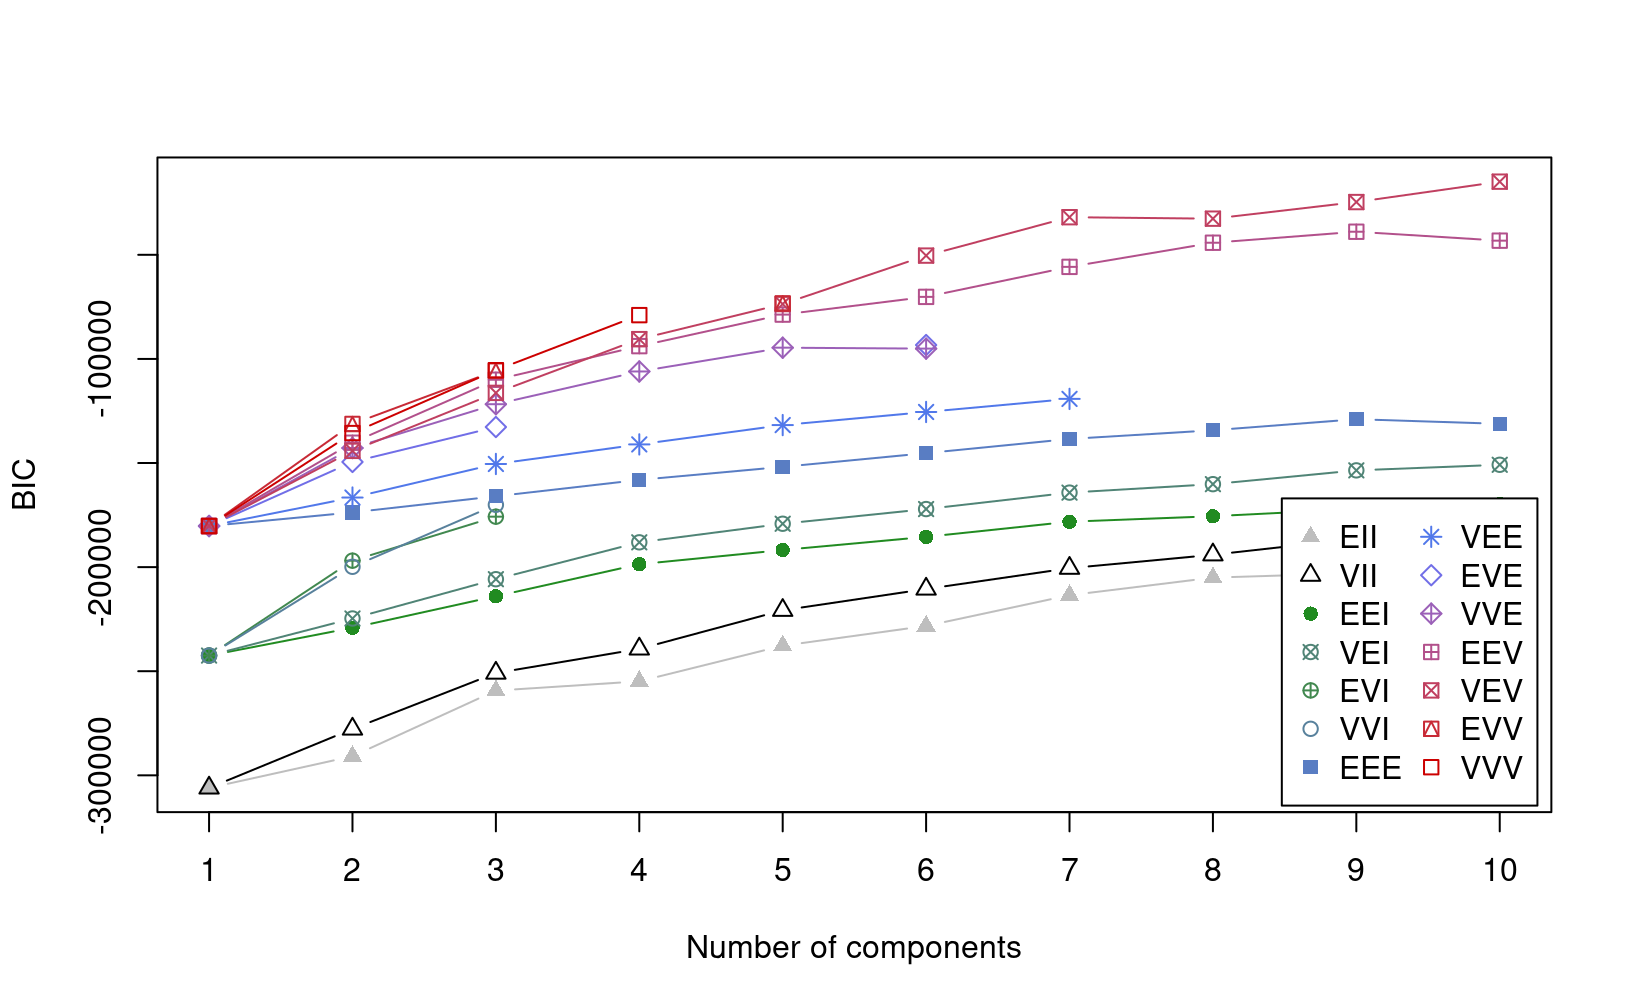 BIC
-100000
-200000
-300000
EII VEE
VII EVE
EEI VVE
VEI EEV
EVI VEV
VVI EVV
EEE VVV
1 2 3 4 5 6 7 8 9 10
Number of components